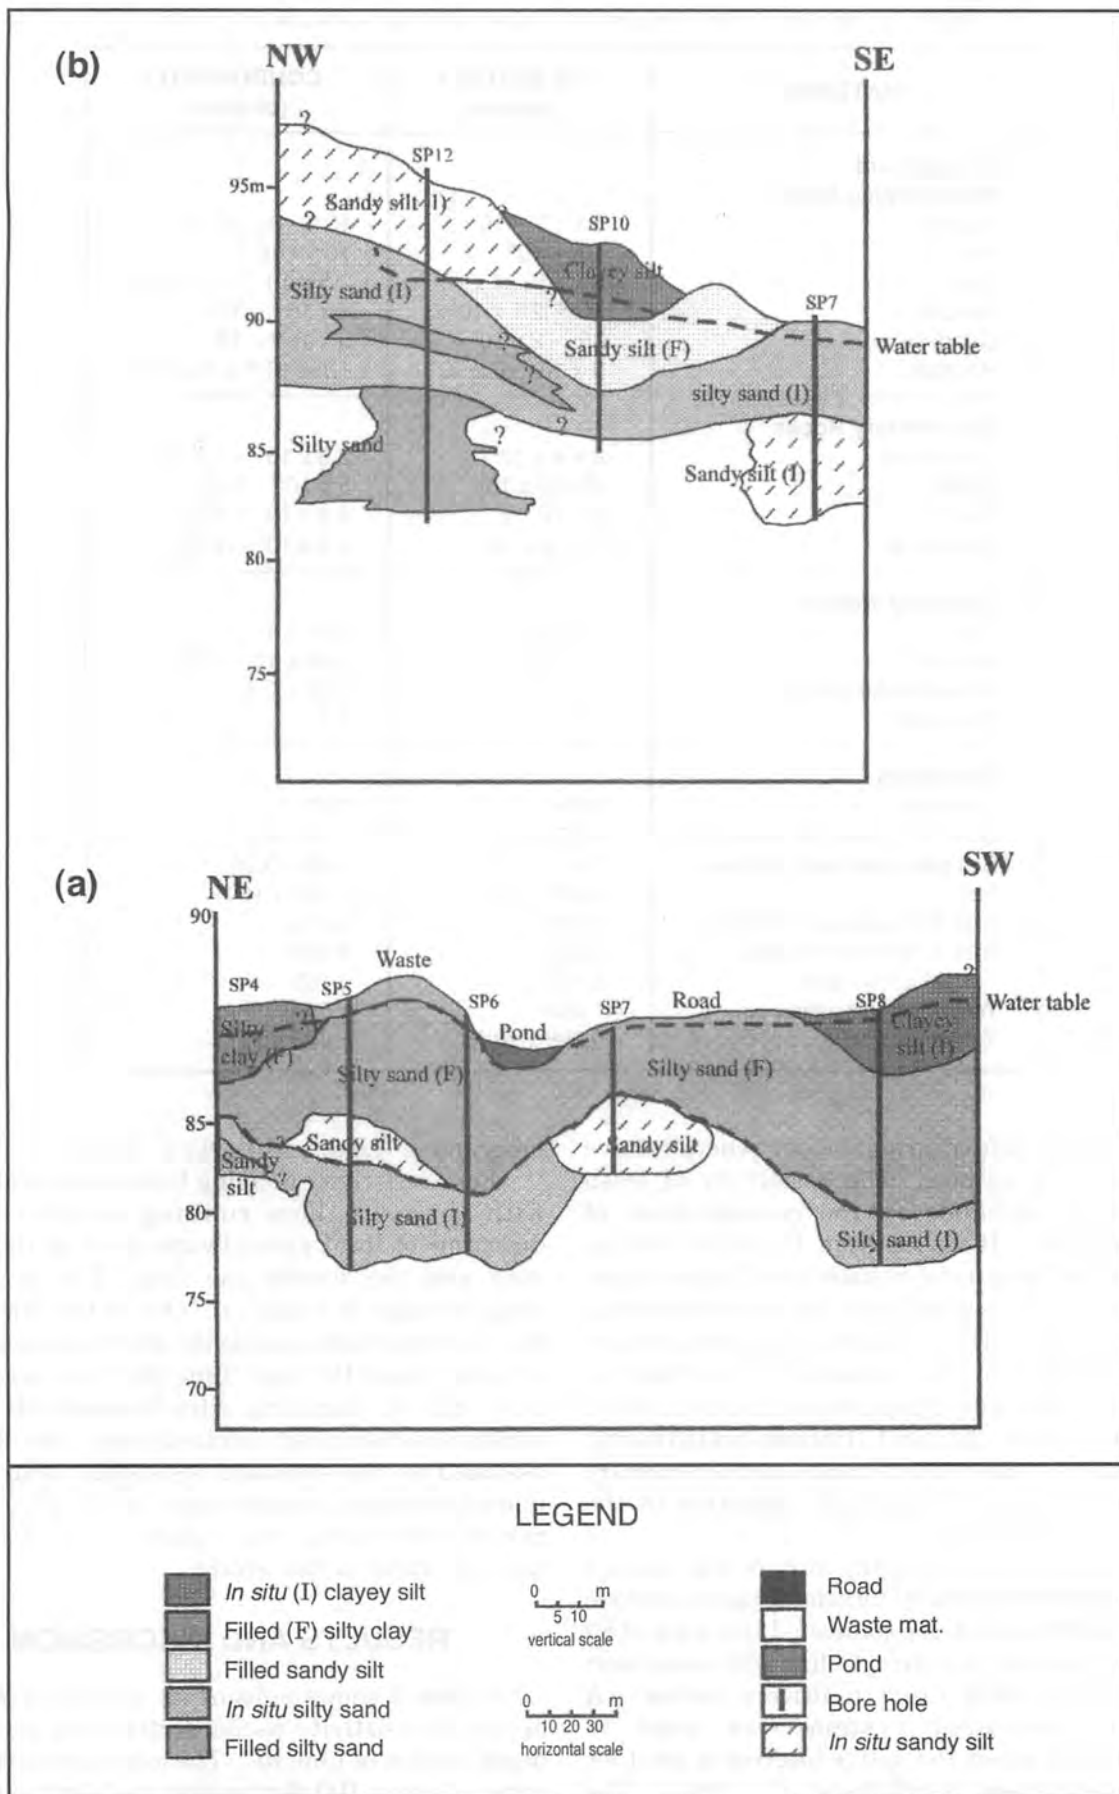 (b)
NW
SE
?
SP12
95m
Sandy silt (I)
?
?
SP10
Clayey silt
Silty sand (I)
?
SP7
90
Sandy silt (F)
Water table
?
?
silty sand (I)
?
?
Silty sand
85
Sandy silt (I)
80
75
(a)
NE
SW
90
Waste
?
SP4
SP5
SP6
SP7
Road
SP8
Water table
?
Silty
clay (F)
Pond
Clayey
silt (I)
Silty sand (F)
Silty sand (F)
85
?
Sandy silt
Sandy silt
Sandy
silt
?
80
Silty sand (I)
Silty sand (I)
75
70
LEGEND
In situ (I) clayey silt
Filled (F) silty clay
Filled sandy silt
In situ silty sand
Filled silty sand
0 m
5 10
vertical scale
0 m
10 20 30
horizontal scale
Road
Waste mat.
Pond
Bore hole
In situ sandy silt